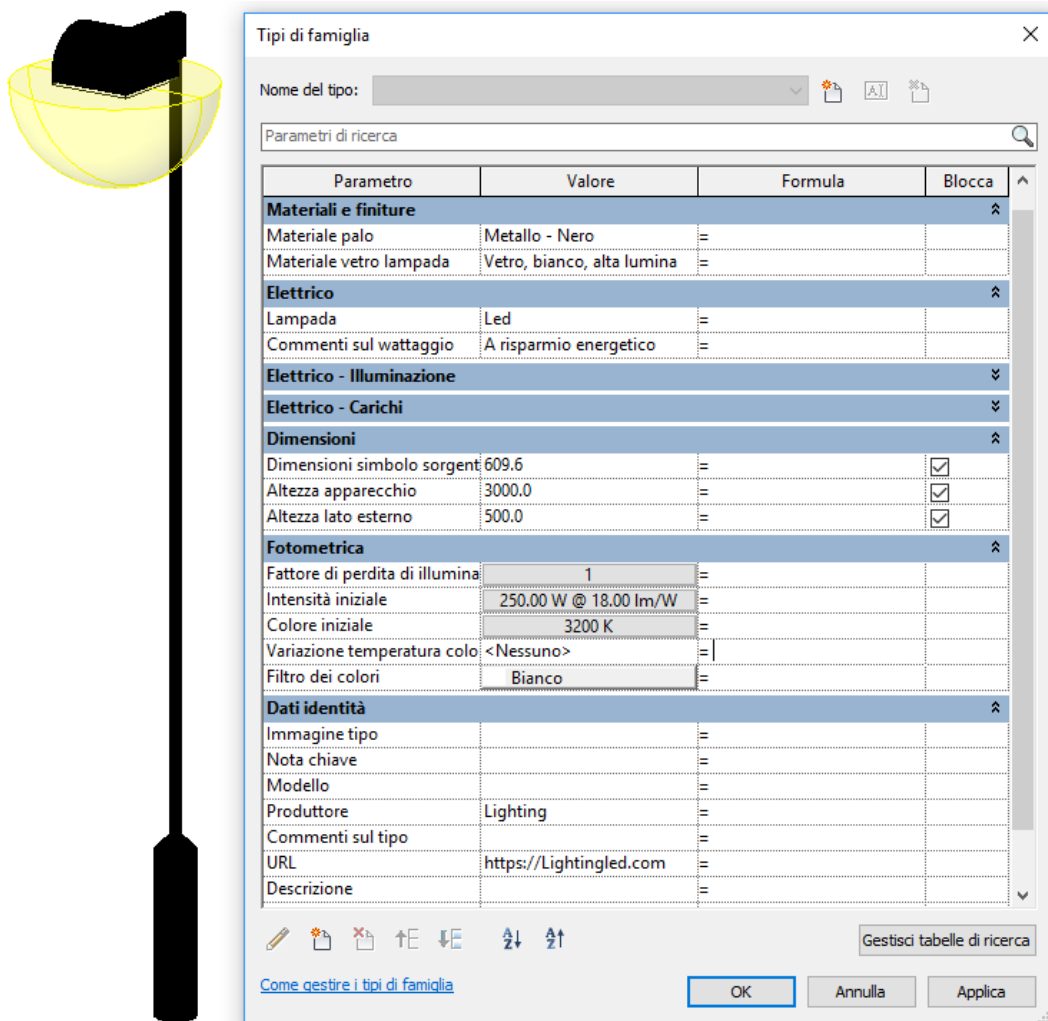 Tipi di famiglia
Nome del tipo:
Parametri di ricerca
Parametro Valore Formula Blocca
Materiali e finiture
Materiale palo Metallo - Nero =
Materiale vetro lampada Vetro, bianco, alta lumina =
Elettrico
Lampada Led =
Commenti sul wattaggio A risparmio energetico =
Elettrico - Illuminazione
Elettrico - Carichi
Dimensioni
Dimensioni simbolo sorgent 609.6 =
Altezza apparecchio 3000.0 =
Altezza lato esterno 500.0 =
Fotometrica
Fattore di perdita di illumina 1 =
Intensità iniziale 250.00 W @ 18.00 lm/W =
Colore iniziale 3200 K =
Variazione temperatura colo <Nessuno> =
Filtro dei colori Bianco =
Dati identità
Immagine tipo =
Nota chiave =
Modello =
Produttore Lighting =
Commenti sul tipo =
URL https://Lightingled.com =
Descrizione =
Gestisci tabelle di ricerca
Come gestire i tipi di famiglia
OK Annulla Applica